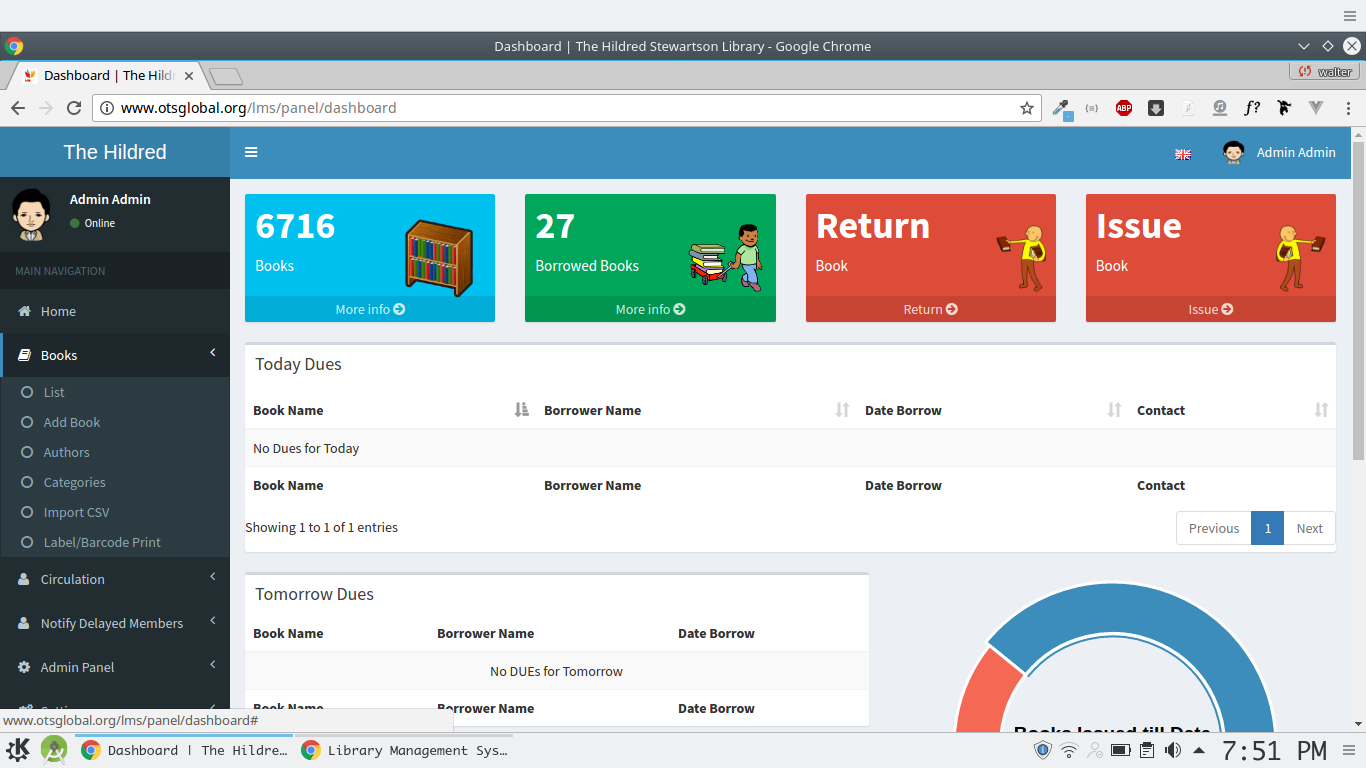 Dashboard | The Hildred Stewartson Library - Google Chrome
Dashboard | The Hild
walter
www.otsglobal.org/lms/panel/dashboard
ABP
f?
The Hildred
Admin Admin
Admin Admin
Online
MAIN NAVIGATION
Home
Books
List
Add Book
Authors
Categories
Import CSV
Label/Barcode Print
Circulation
Notify Delayed Members
Admin Panel
6716
Books
More info
27
Borrowed Books
More info
Return
Book
Return
Issue
Book
Issue
Today Dues
Book Name Borrower Name Date Borrow Contact
No Dues for Today
Book Name Borrower Name Date Borrow Contact
Showing 1 to 1 of 1 entries
Previous 1 Next
Tomorrow Dues
Book Name Borrower Name Date Borrow
No DUEs for Tomorrow
Book Name Borrower Name Date Borrow
Books Issued till Date
www.otsglobal.org/lms/panel/dashboard#
Dashboard | The Hildre…
Library Management Sys…
7:51 PM